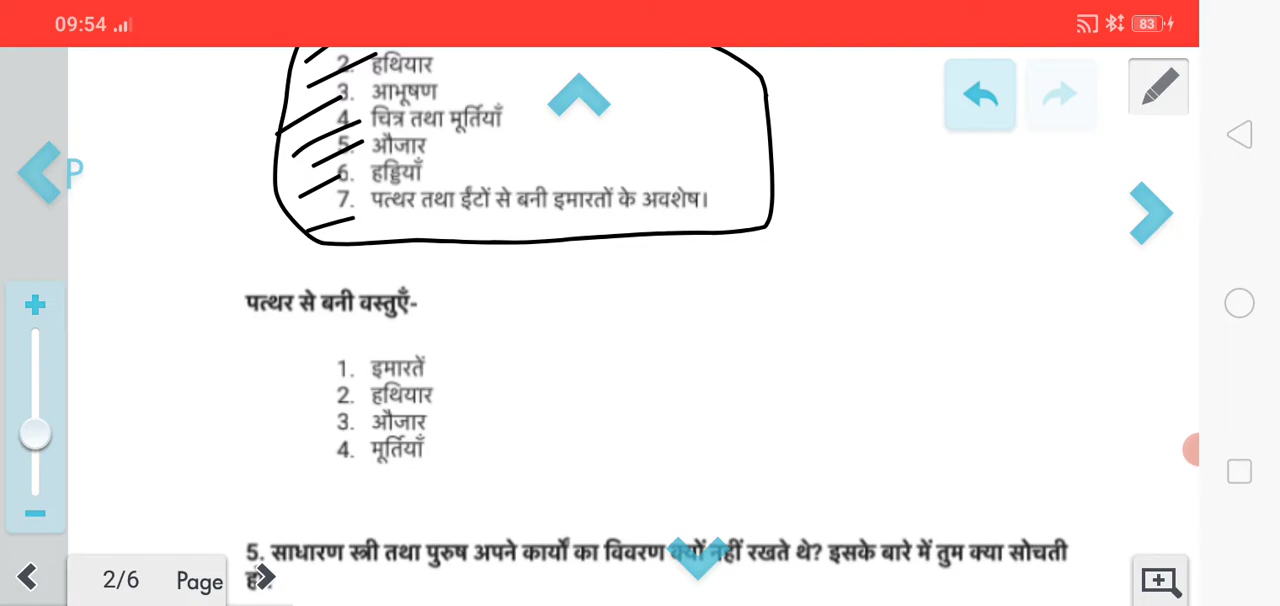 09:54
83
2. हथियार
3. आभूषण
4. चित्र तथा मूर्तियाँ
5. औजार
6. हड्डियाँ
7. पत्थर तथा ईंटों से बनी इमारतों के अवशेष।
P
पत्थर से बनी वस्तुएँ-
1. इमारतें
2. हथियार
3. औजार
4. मूर्तियाँ
5. साधारण स्त्री तथा पुरुष अपने कार्यों का विवरण क्यों नहीं रखते थे? इसके बारे में तुम क्या सोचती
2/6 Page